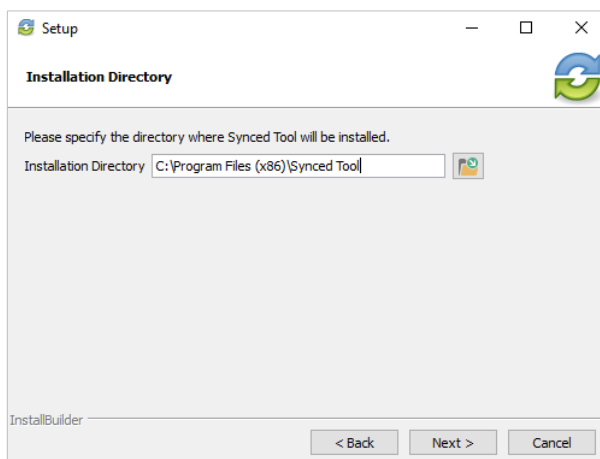 Setup
Installation Directory
Please specify the directory where Synced Tool will be installed.
Installation Directory C:\Program Files (x86)\Synced Tool
InstallBuilder
< Back Next > Cancel